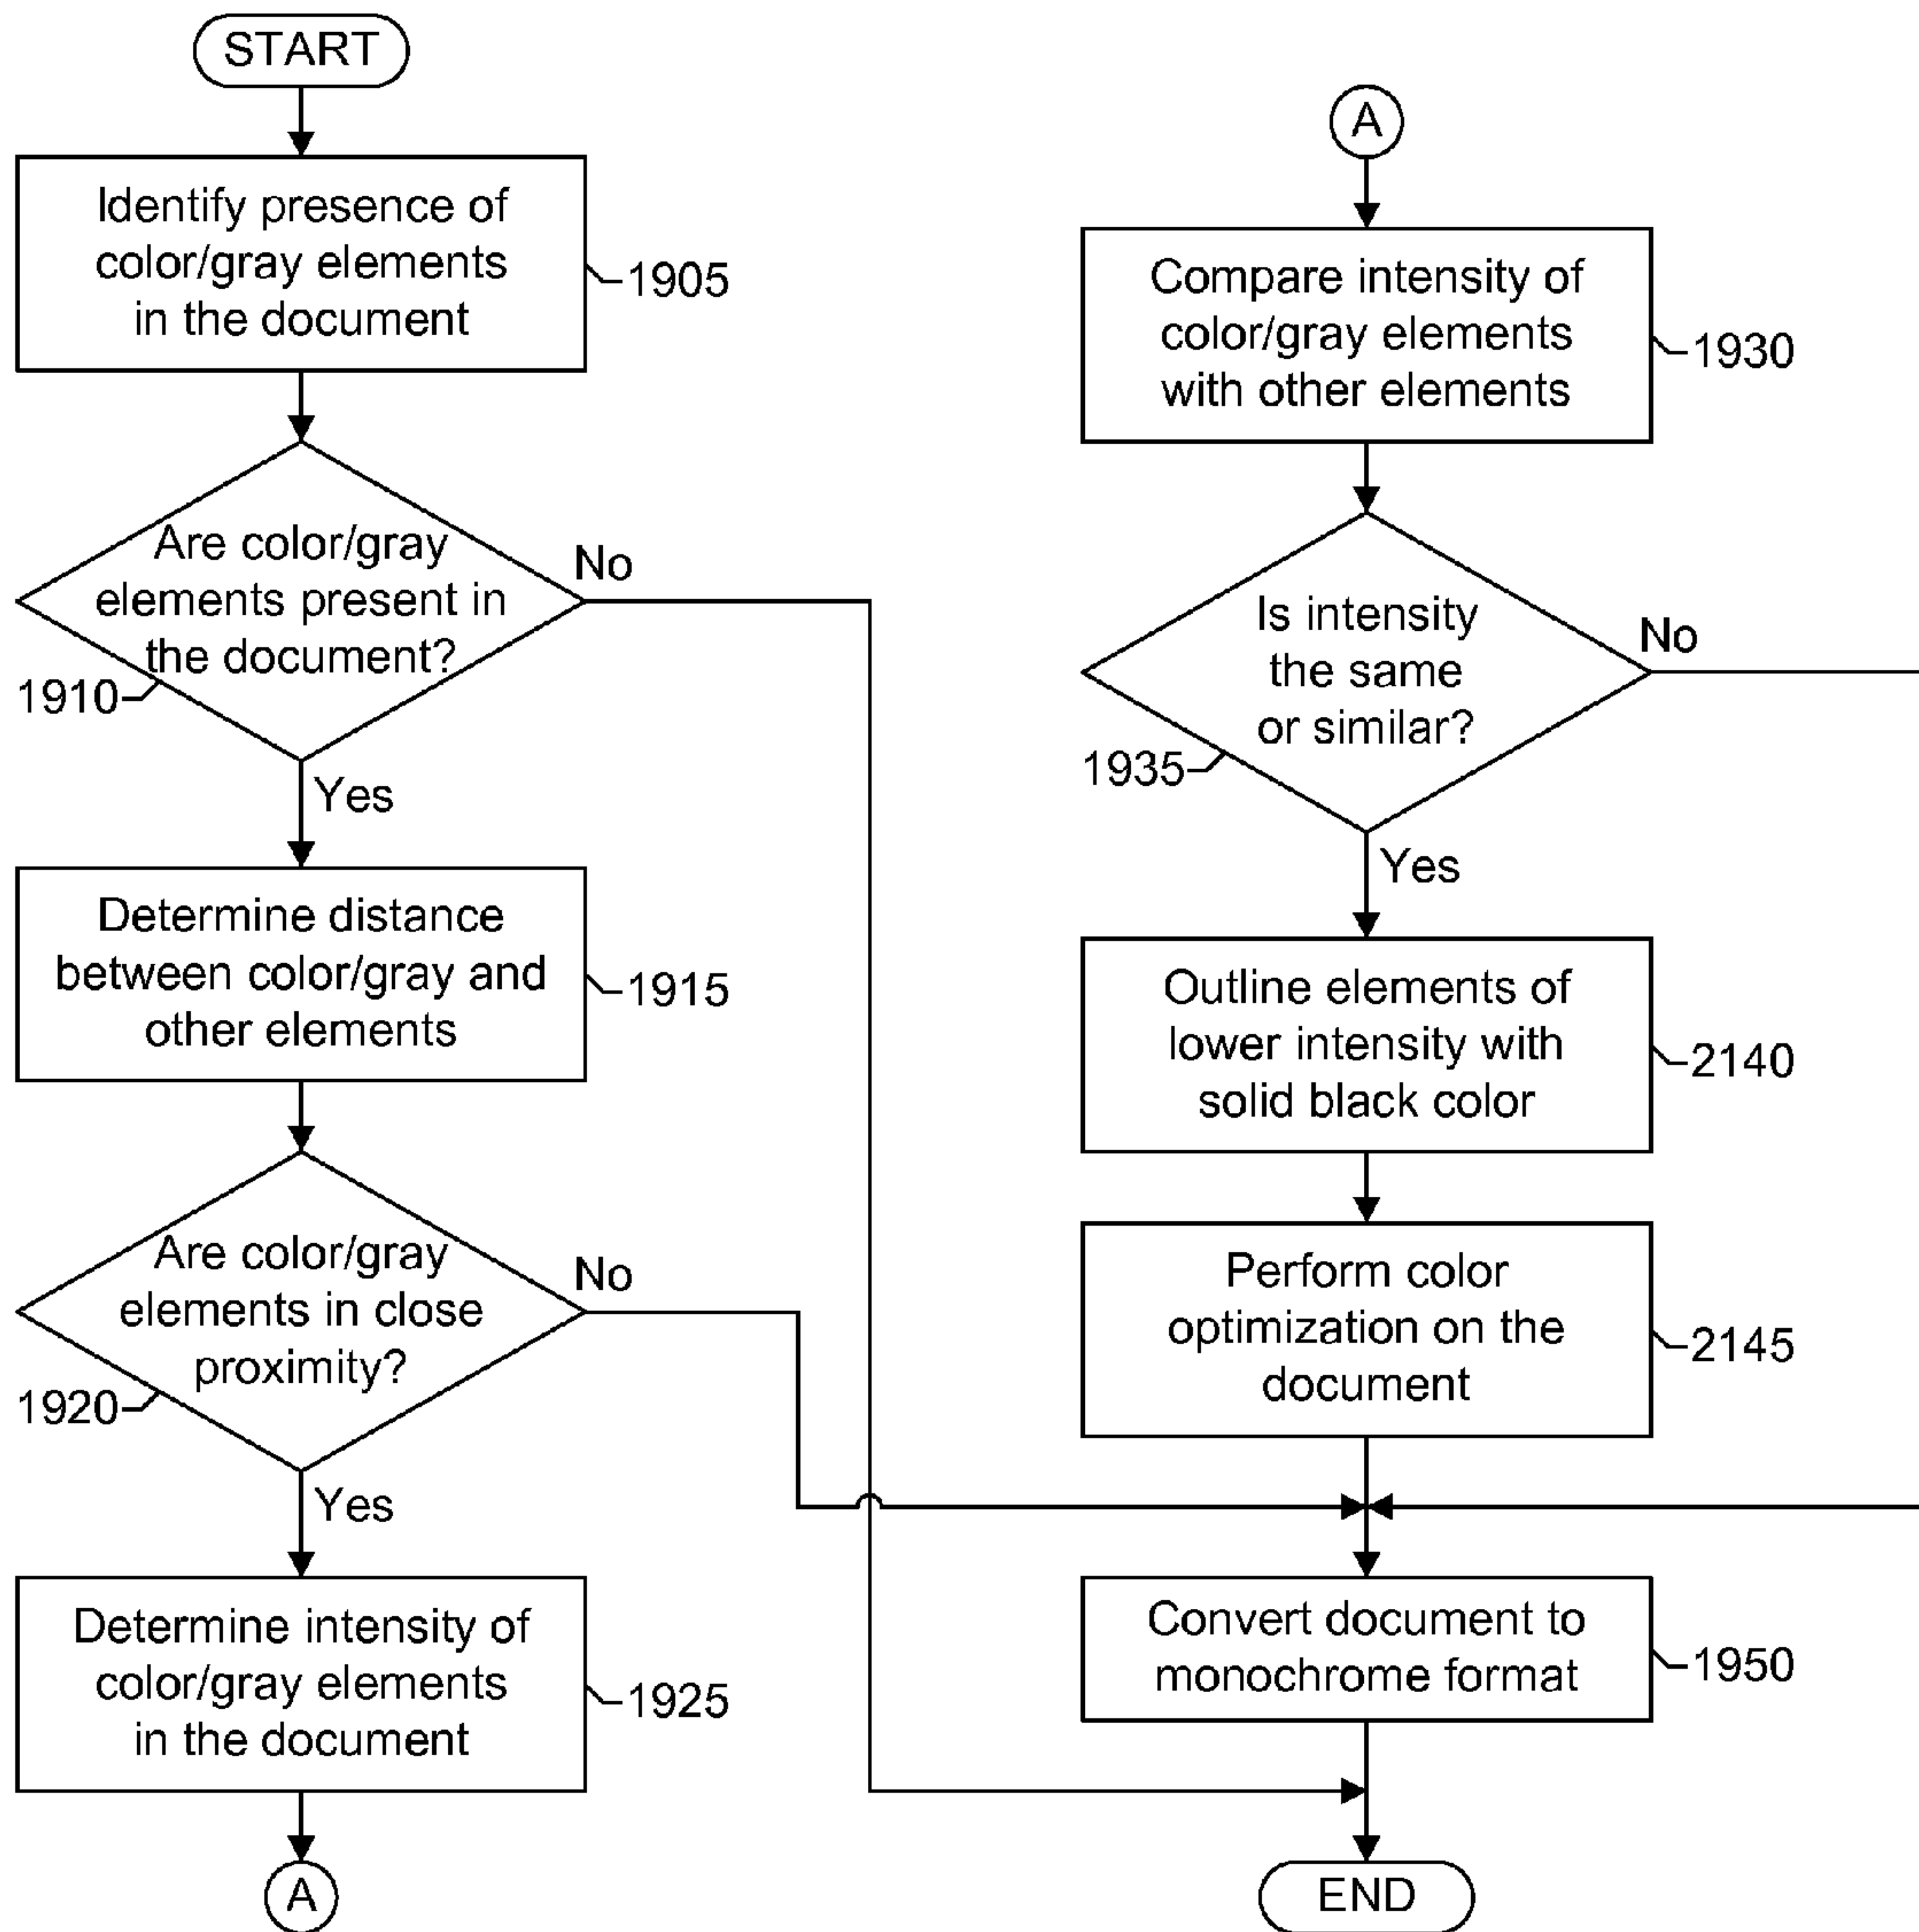 START
Identify presence of
color/gray elements
in the document
1905
Are color/gray
elements present in
the document?
1910
No
Yes
Determine distance
between color/gray and
other elements
1915
Are color/gray
elements in close
proximity?
1920
No
Yes
Determine intensity of
color/gray elements
in the document
1925
A
A
Compare intensity of
color/gray elements
with other elements
1930
Is intensity
the same
or similar?
1935
No
Yes
Outline elements of
lower intensity with
solid black color
2140
Perform color
optimization on the
document
2145
Convert document to
monochrome format
1950
END